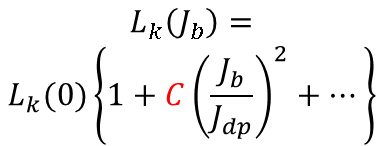 L_k(J_b) =
L_k(0){1 + C(J_b/J_dp)^2 + ⋯}